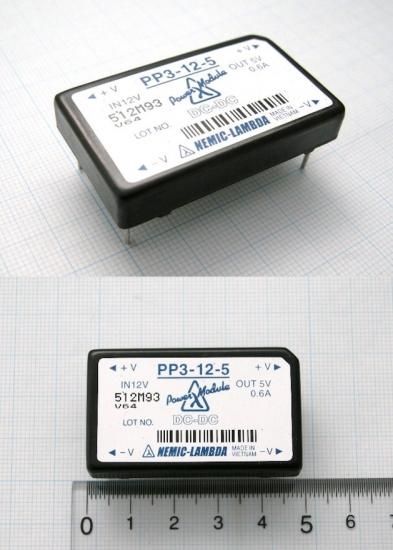 +V
PP3-12-5
+V
IN12V
OUT 5V
0.6A
512M93
V64
Power Module
DC-DC
LOT NO.
-V
NEMIC-LAMBDA
MADE IN
VIETNAM
-V
+V
PP3-12-5
+V
IN12V
OUT 5V
0.6A
512M93
V64
Power Module
DC-DC
LOT NO.
-V
NEMIC-LAMBDA
MADE IN
VIETNAM
-V
0 1 2 3 4 5 6 7